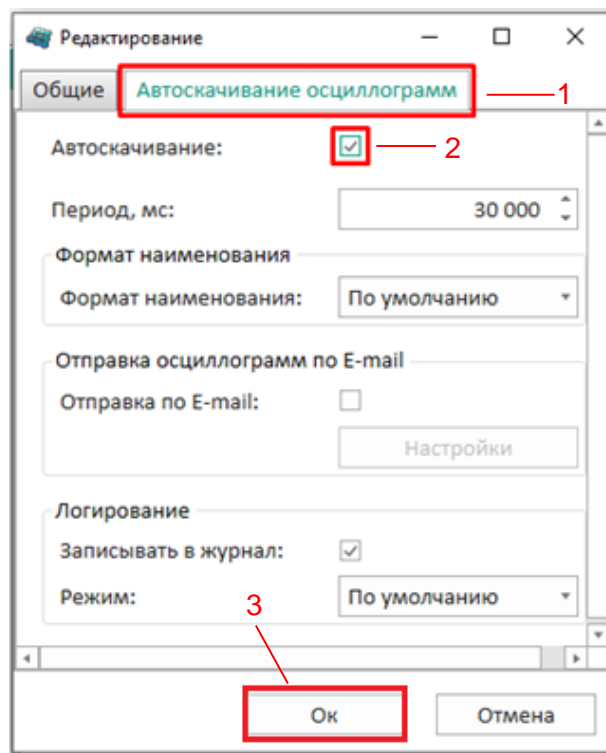 Редактирование
Общие Автоскачивание осциллограмм 1
Автоскачивание: 2
Период, мс: 30 000
Формат наименования
Формат наименования: По умолчанию
Отправка осциллограмм по E-mail
Отправка по E-mail:
Настройки
Логирование
Записывать в журнал:
Режим: По умолчанию
3
Ок Отмена